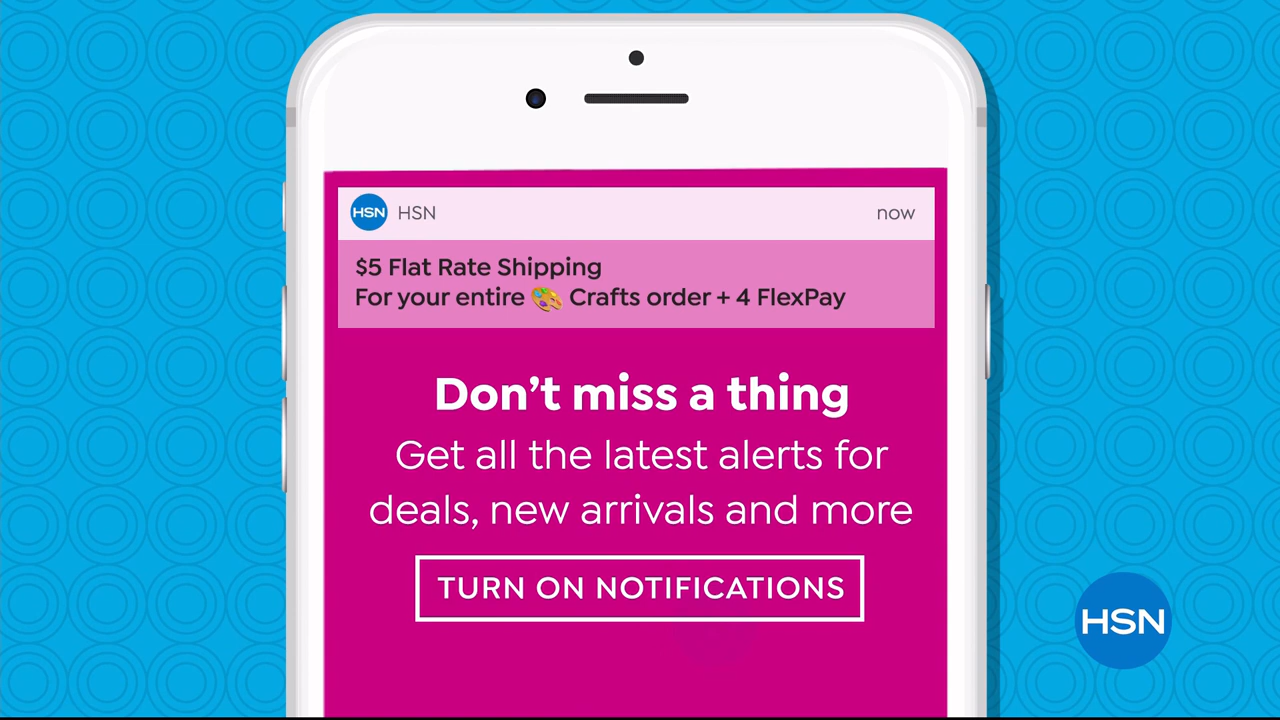 HSN HSN now
$5 Flat Rate Shipping
For your entire 🎨 Crafts order + 4 FlexPay
Don't miss a thing
Get all the latest alerts for
deals, new arrivals and more
TURN ON NOTIFICATIONS
HSN